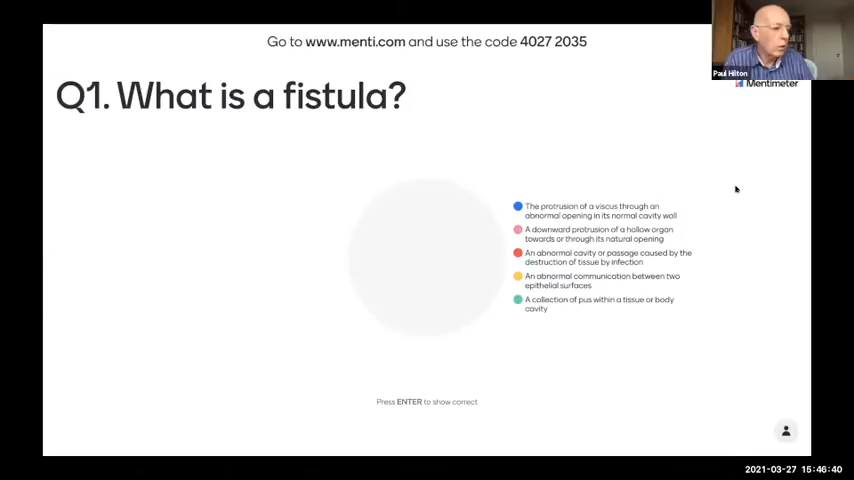 Go to www.menti.com and use the code 4027 2035
Paul Hilton
Mentimeter
Q1. What is a fistula?
The protrusion of a viscus through an
abnormal opening in its normal cavity wall
A downward protrusion of a hollow organ
towards or through its natural opening
An abnormal cavity or passage caused by the
destruction of tissue by infection
An abnormal communication between two
epithelial surfaces
A collection of pus within a tissue or body
cavity
Press ENTER to show correct
2021-03-27 15:46:40